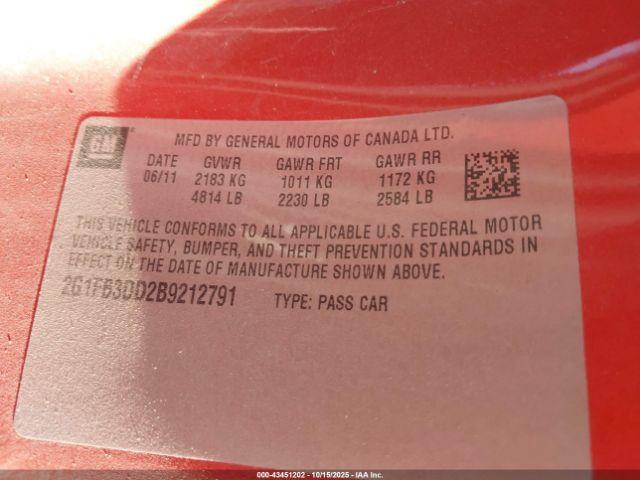 GM
MFD BY GENERAL MOTORS OF CANADA LTD.
DATE GVWR GAWR FRT GAWR RR
06/11 2183 KG 1011 KG 1172 KG
4814 LB 2230 LB 2584 LB
THIS VEHICLE CONFORMS TO ALL APPLICABLE U.S. FEDERAL MOTOR
VEHICLE SAFETY, BUMPER, AND THEFT PREVENTION STANDARDS IN
EFFECT ON THE DATE OF MANUFACTURE SHOWN ABOVE.
2G1FB3DD2B9212791 TYPE: PASS CAR
000-43451202 - 10/15/2025 - IAA Inc.